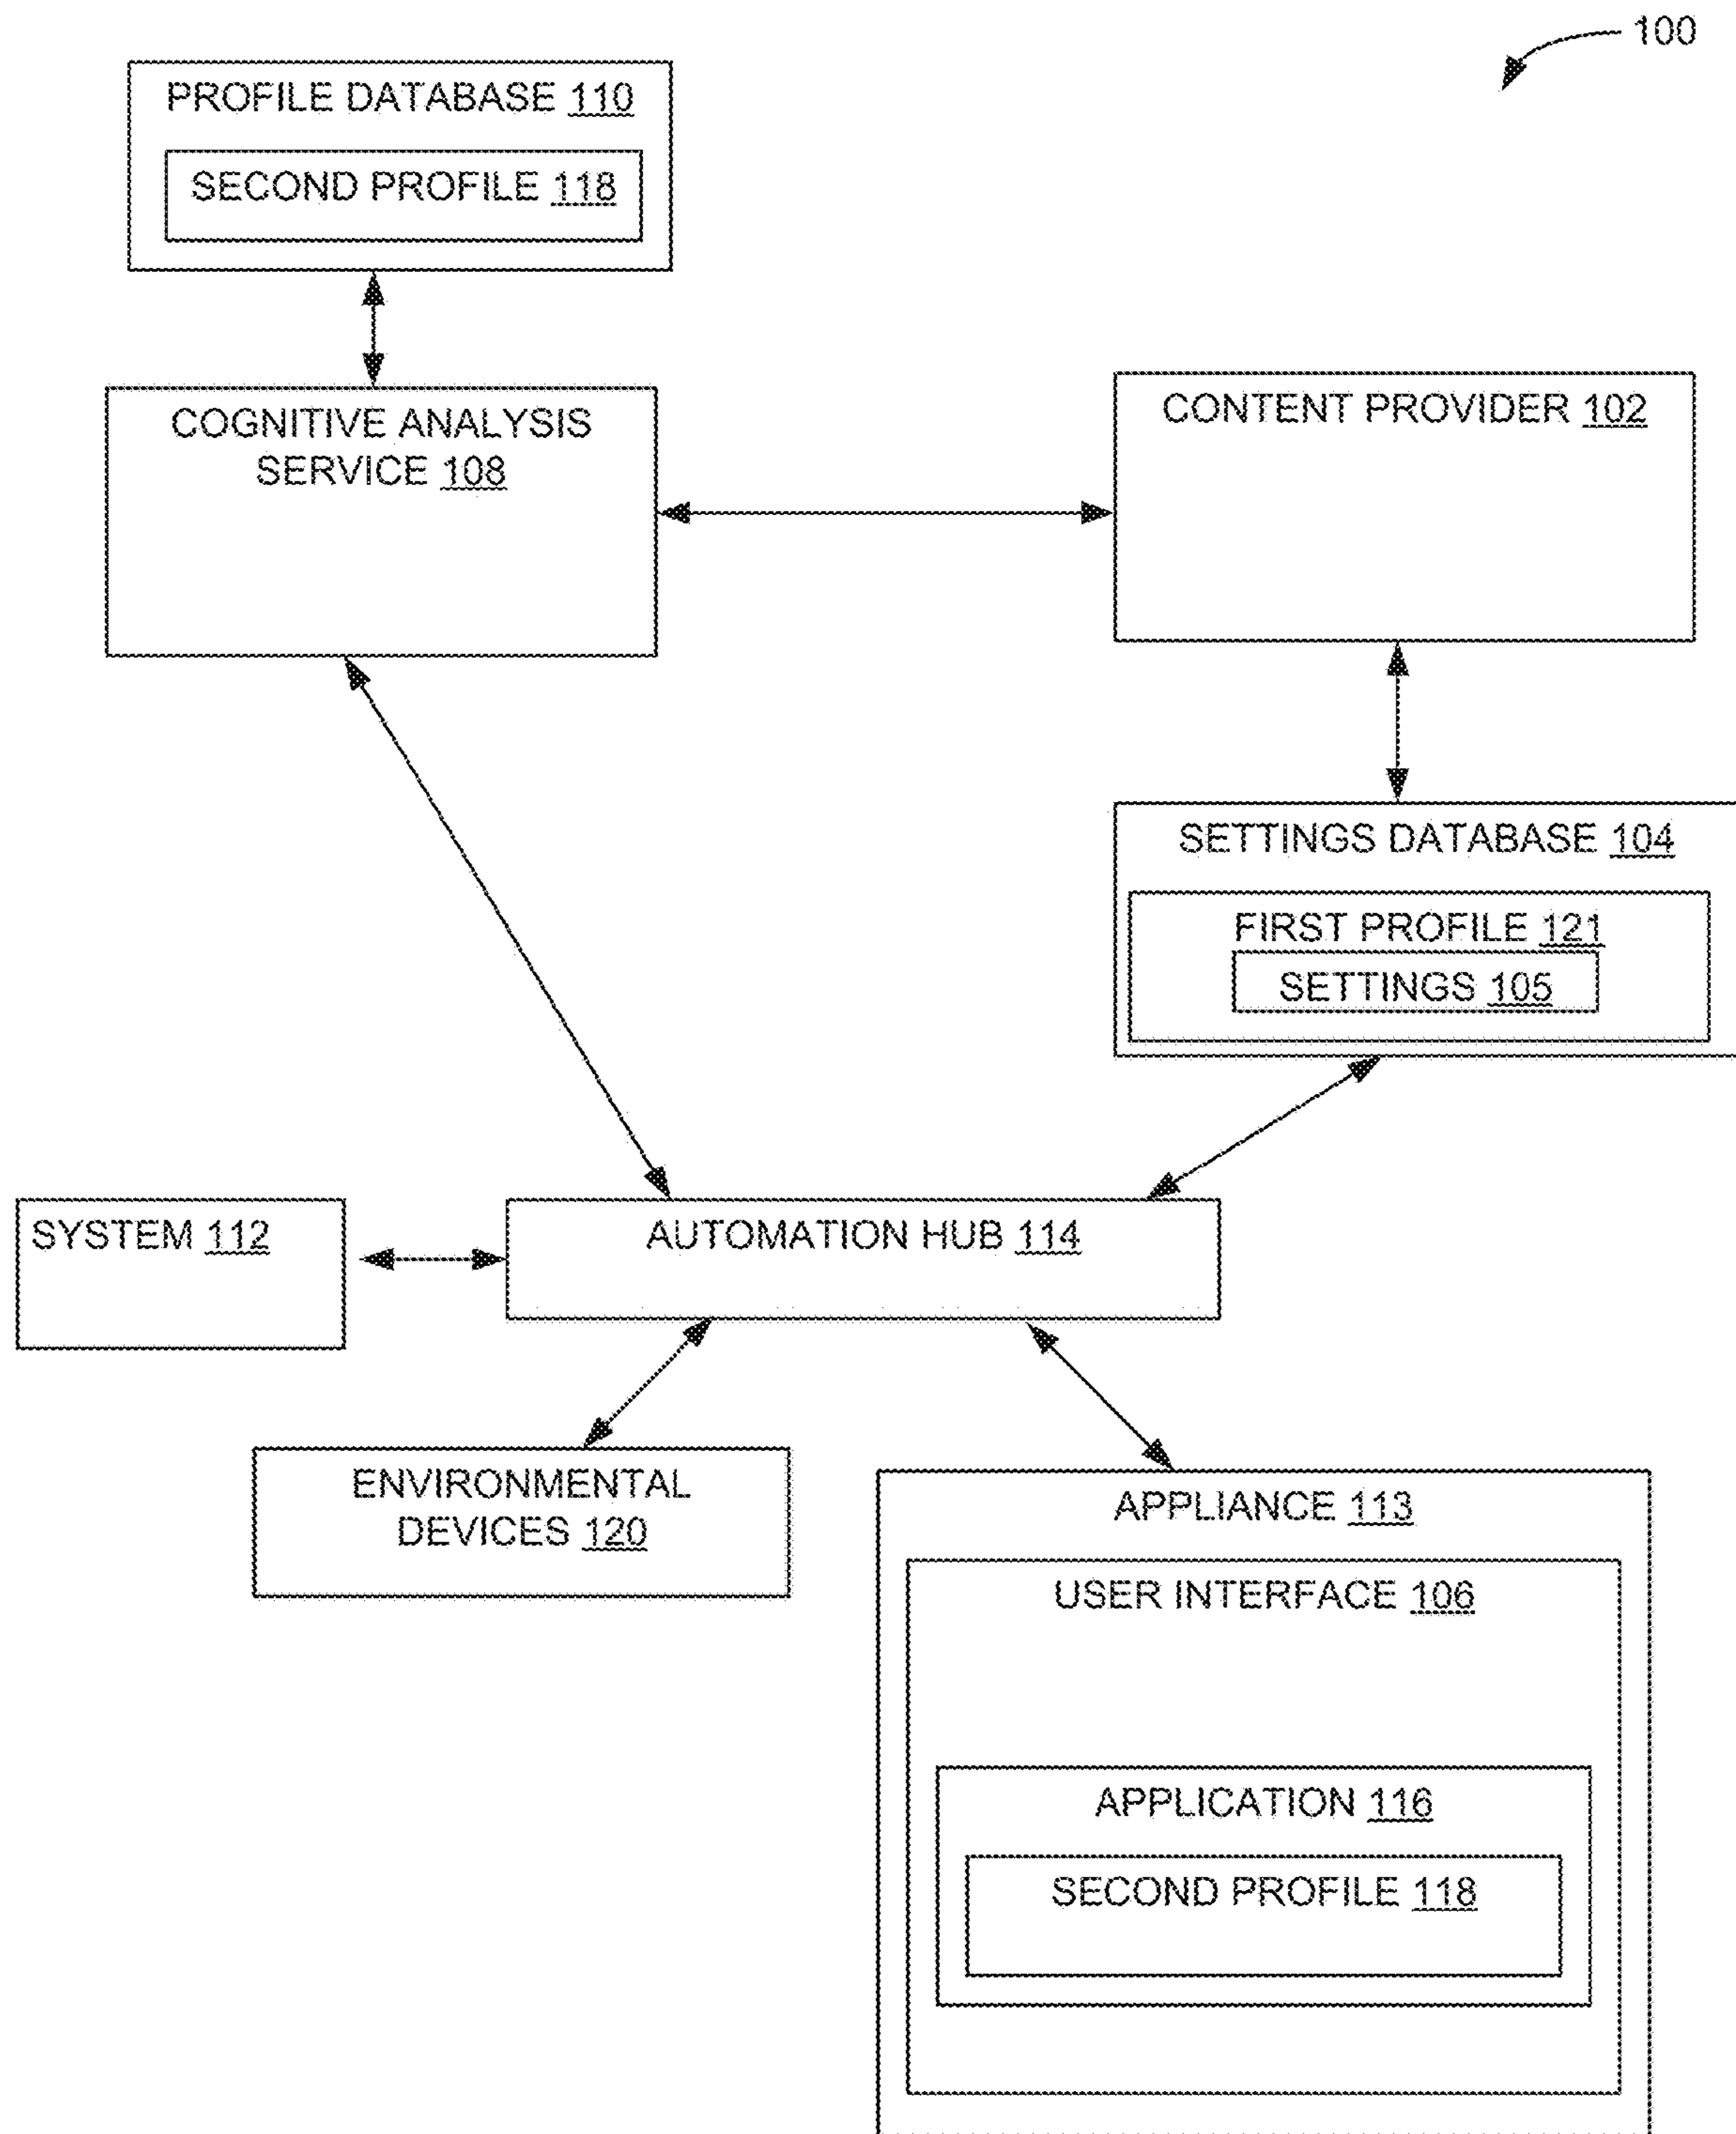 100
PROFILE DATABASE 110
SECOND PROFILE 118
COGNITIVE ANALYSIS
SERVICE 108
CONTENT PROVIDER 102
SETTINGS DATABASE 104
FIRST PROFILE 121
SETTINGS 105
SYSTEM 112
AUTOMATION HUB 114
ENVIRONMENTAL
DEVICES 120
APPLIANCE 113
USER INTERFACE 106
APPLICATION 116
SECOND PROFILE 118